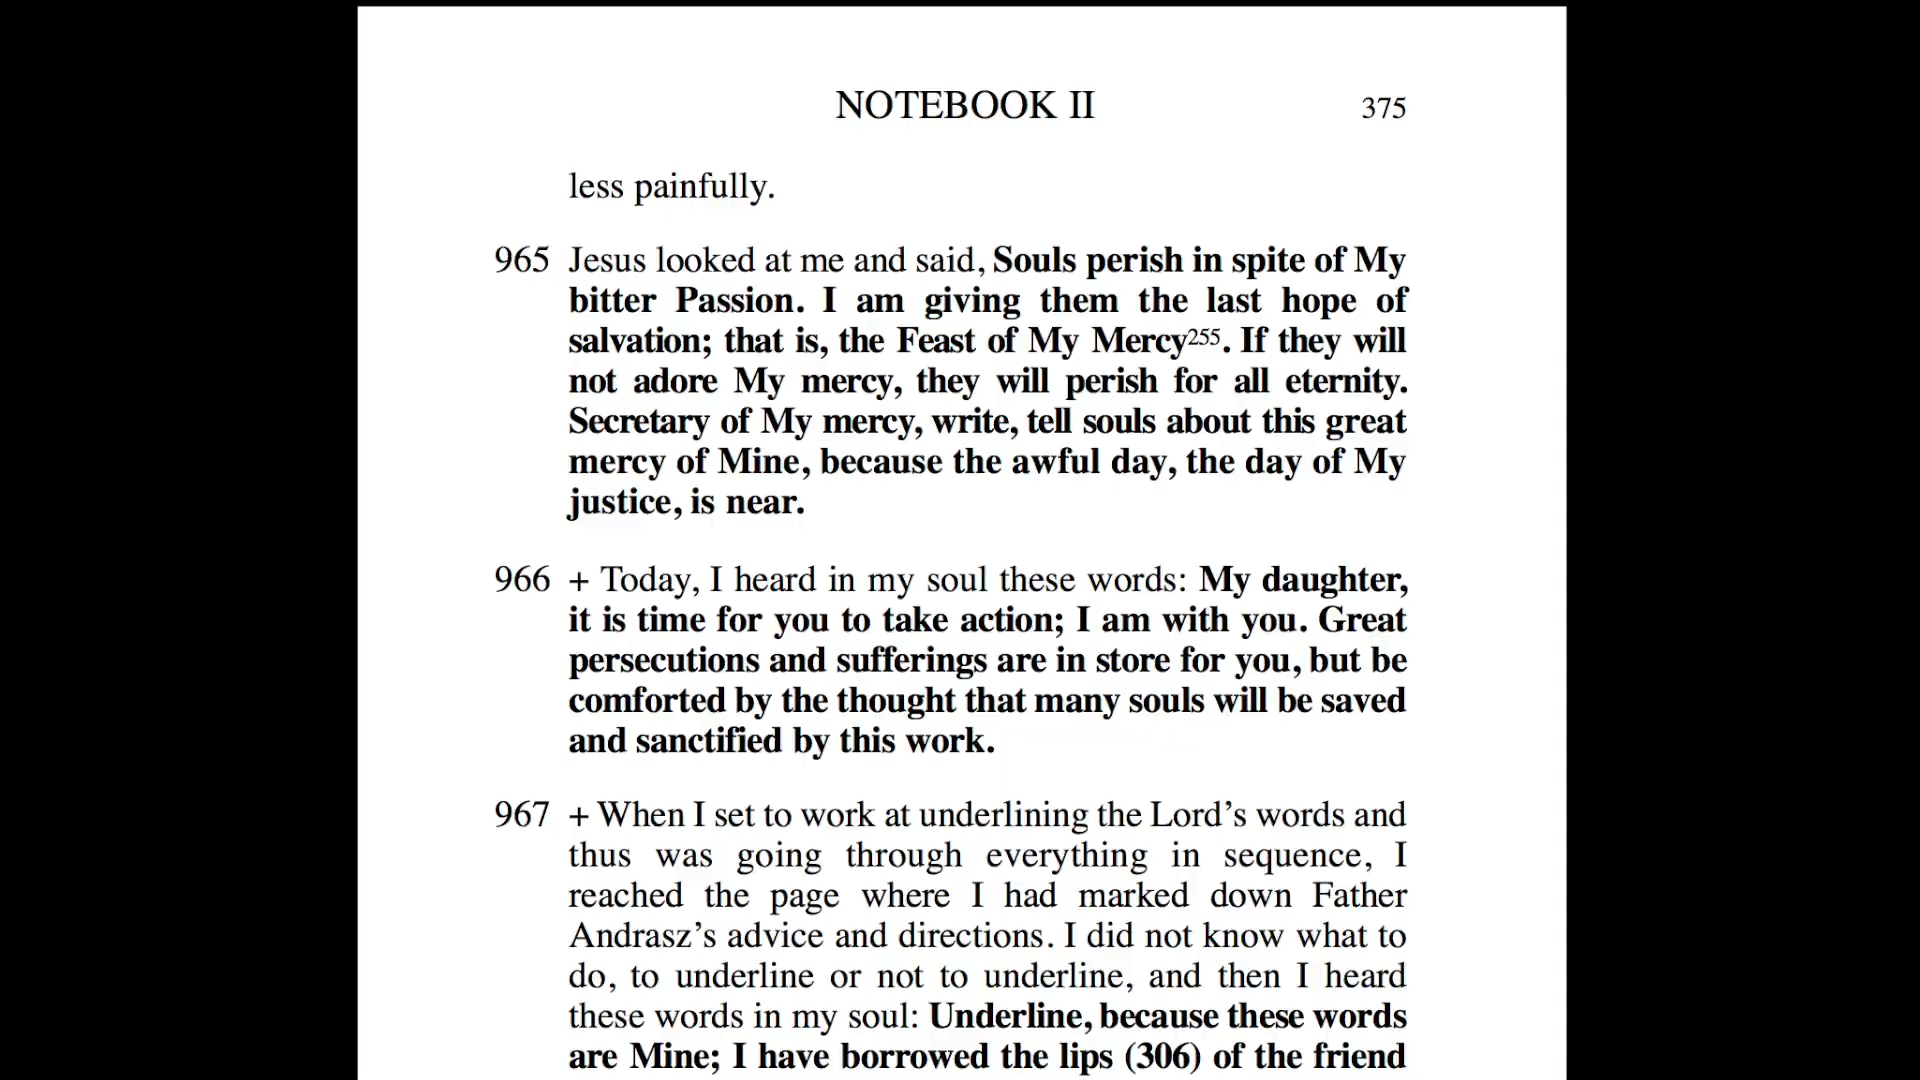 NOTEBOOK II 375
less painfully.
965 Jesus looked at me and said, Souls perish in spite of My
bitter Passion. I am giving them the last hope of
salvation; that is, the Feast of My Mercy255. If they will
not adore My mercy, they will perish for all eternity.
Secretary of My mercy, write, tell souls about this great
mercy of Mine, because the awful day, the day of My
justice, is near.
966 + Today, I heard in my soul these words: My daughter,
it is time for you to take action; I am with you. Great
persecutions and sufferings are in store for you, but be
comforted by the thought that many souls will be saved
and sanctified by this work.
967 + When I set to work at underlining the Lord’s words and
thus was going through everything in sequence, I
reached the page where I had marked down Father
Andrasz’s advice and directions. I did not know what to
do, to underline or not to underline, and then I heard
these words in my soul: Underline, because these words
are Mine; I have borrowed the lips (306) of the friend